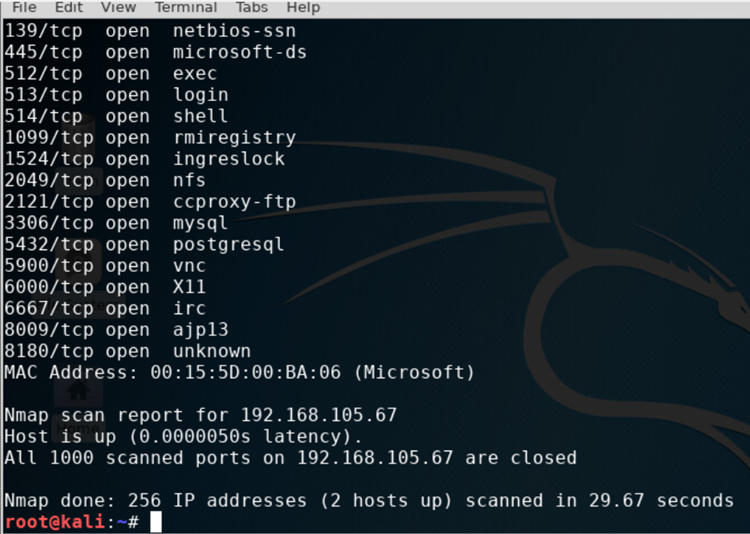 File Edit View Terminal Tabs Help
139/tcp open netbios-ssn
445/tcp open microsoft-ds
512/tcp open exec
513/tcp open login
514/tcp open shell
1099/tcp open rmiregistry
1524/tcp open ingreslock
2049/tcp open nfs
2121/tcp open ccproxy-ftp
3306/tcp open mysql
5432/tcp open postgresql
5900/tcp open vnc
6000/tcp open X11
6667/tcp open irc
8009/tcp open ajp13
8180/tcp open unknown
MAC Address: 00:15:5D:00:BA:06 (Microsoft)
Nmap scan report for 192.168.105.67
Host is up (0.0000050s latency).
All 1000 scanned ports on 192.168.105.67 are closed
Nmap done: 256 IP addresses (2 hosts up) scanned in 29.67 seconds
root@kali:~#